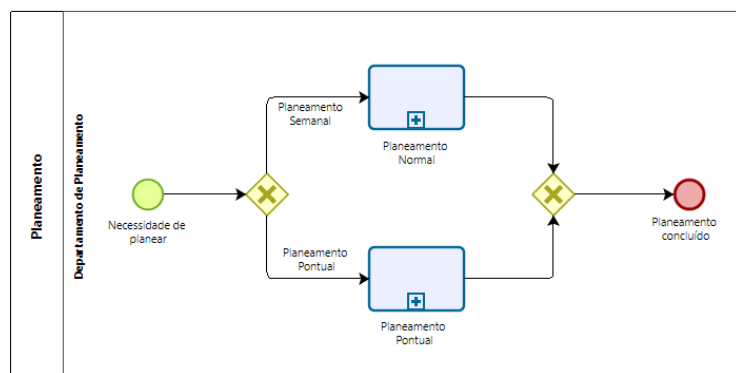 Planeamento
Departamento de Planeamento
Necessidade de
planear
Planeamento
Semanal
Planeamento
Normal
Planeamento
Pontual
Planeamento
Pontual
Planeamento
concluído